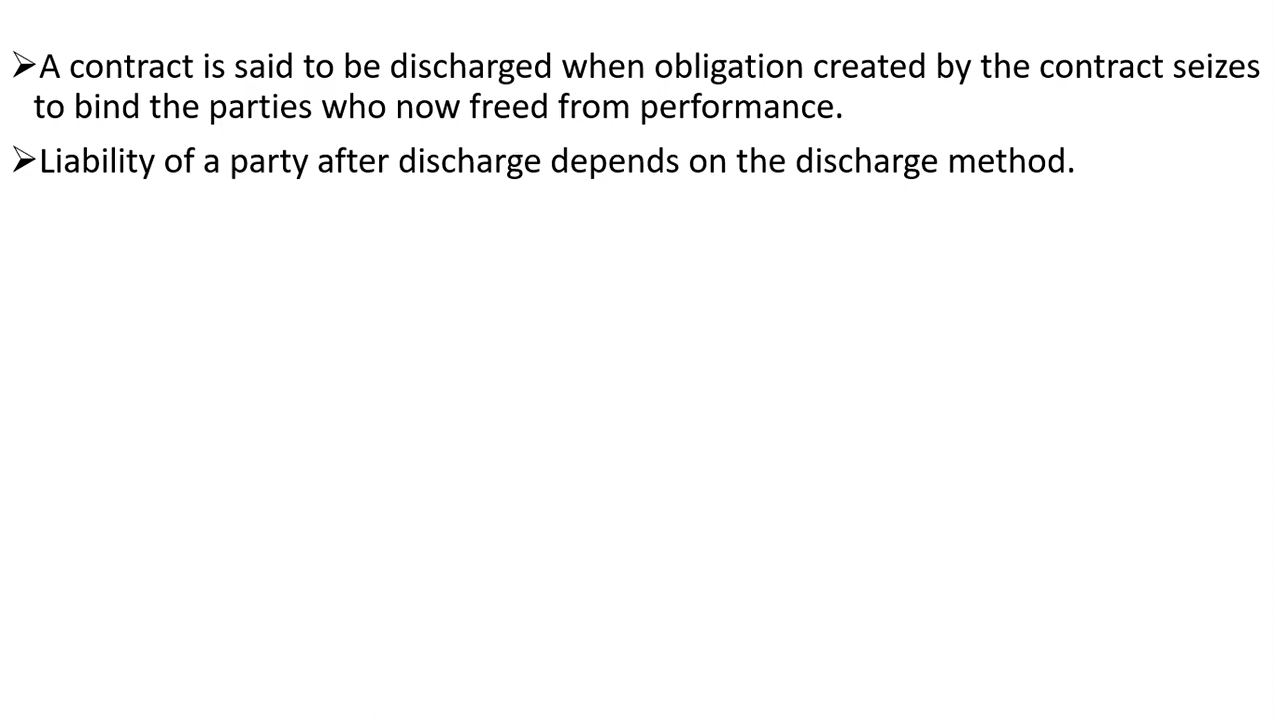 ➢A contract is said to be discharged when obligation created by the contract seizes
to bind the parties who now freed from performance.
➢Liability of a party after discharge depends on the discharge method.